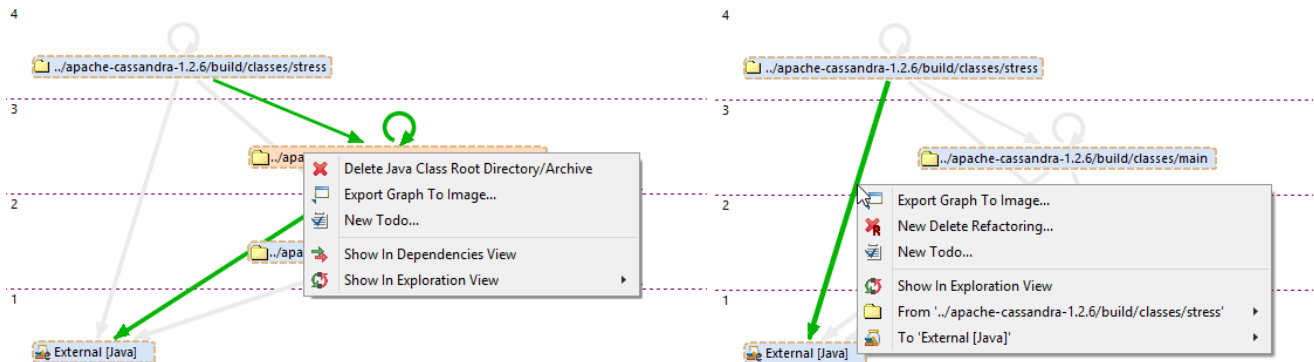 4
../apache-cassandra-1.2.6/build/classes/stress
3
../apa
Delete Java Class Root Directory/Archive
Export Graph To Image...
2
New Todo...
../apa
Show In Dependencies View
Show In Exploration View
1
External [Java]
4
../apache-cassandra-1.2.6/build/classes/stress
3
../apache-cassandra-1.2.6/build/classes/main
2
Export Graph To Image...
New Delete Refactoring...
New Todo...
Show In Exploration View
1
From '../apache-cassandra-1.2.6/build/classes/stress'
To 'External [Java]'
External [Java]